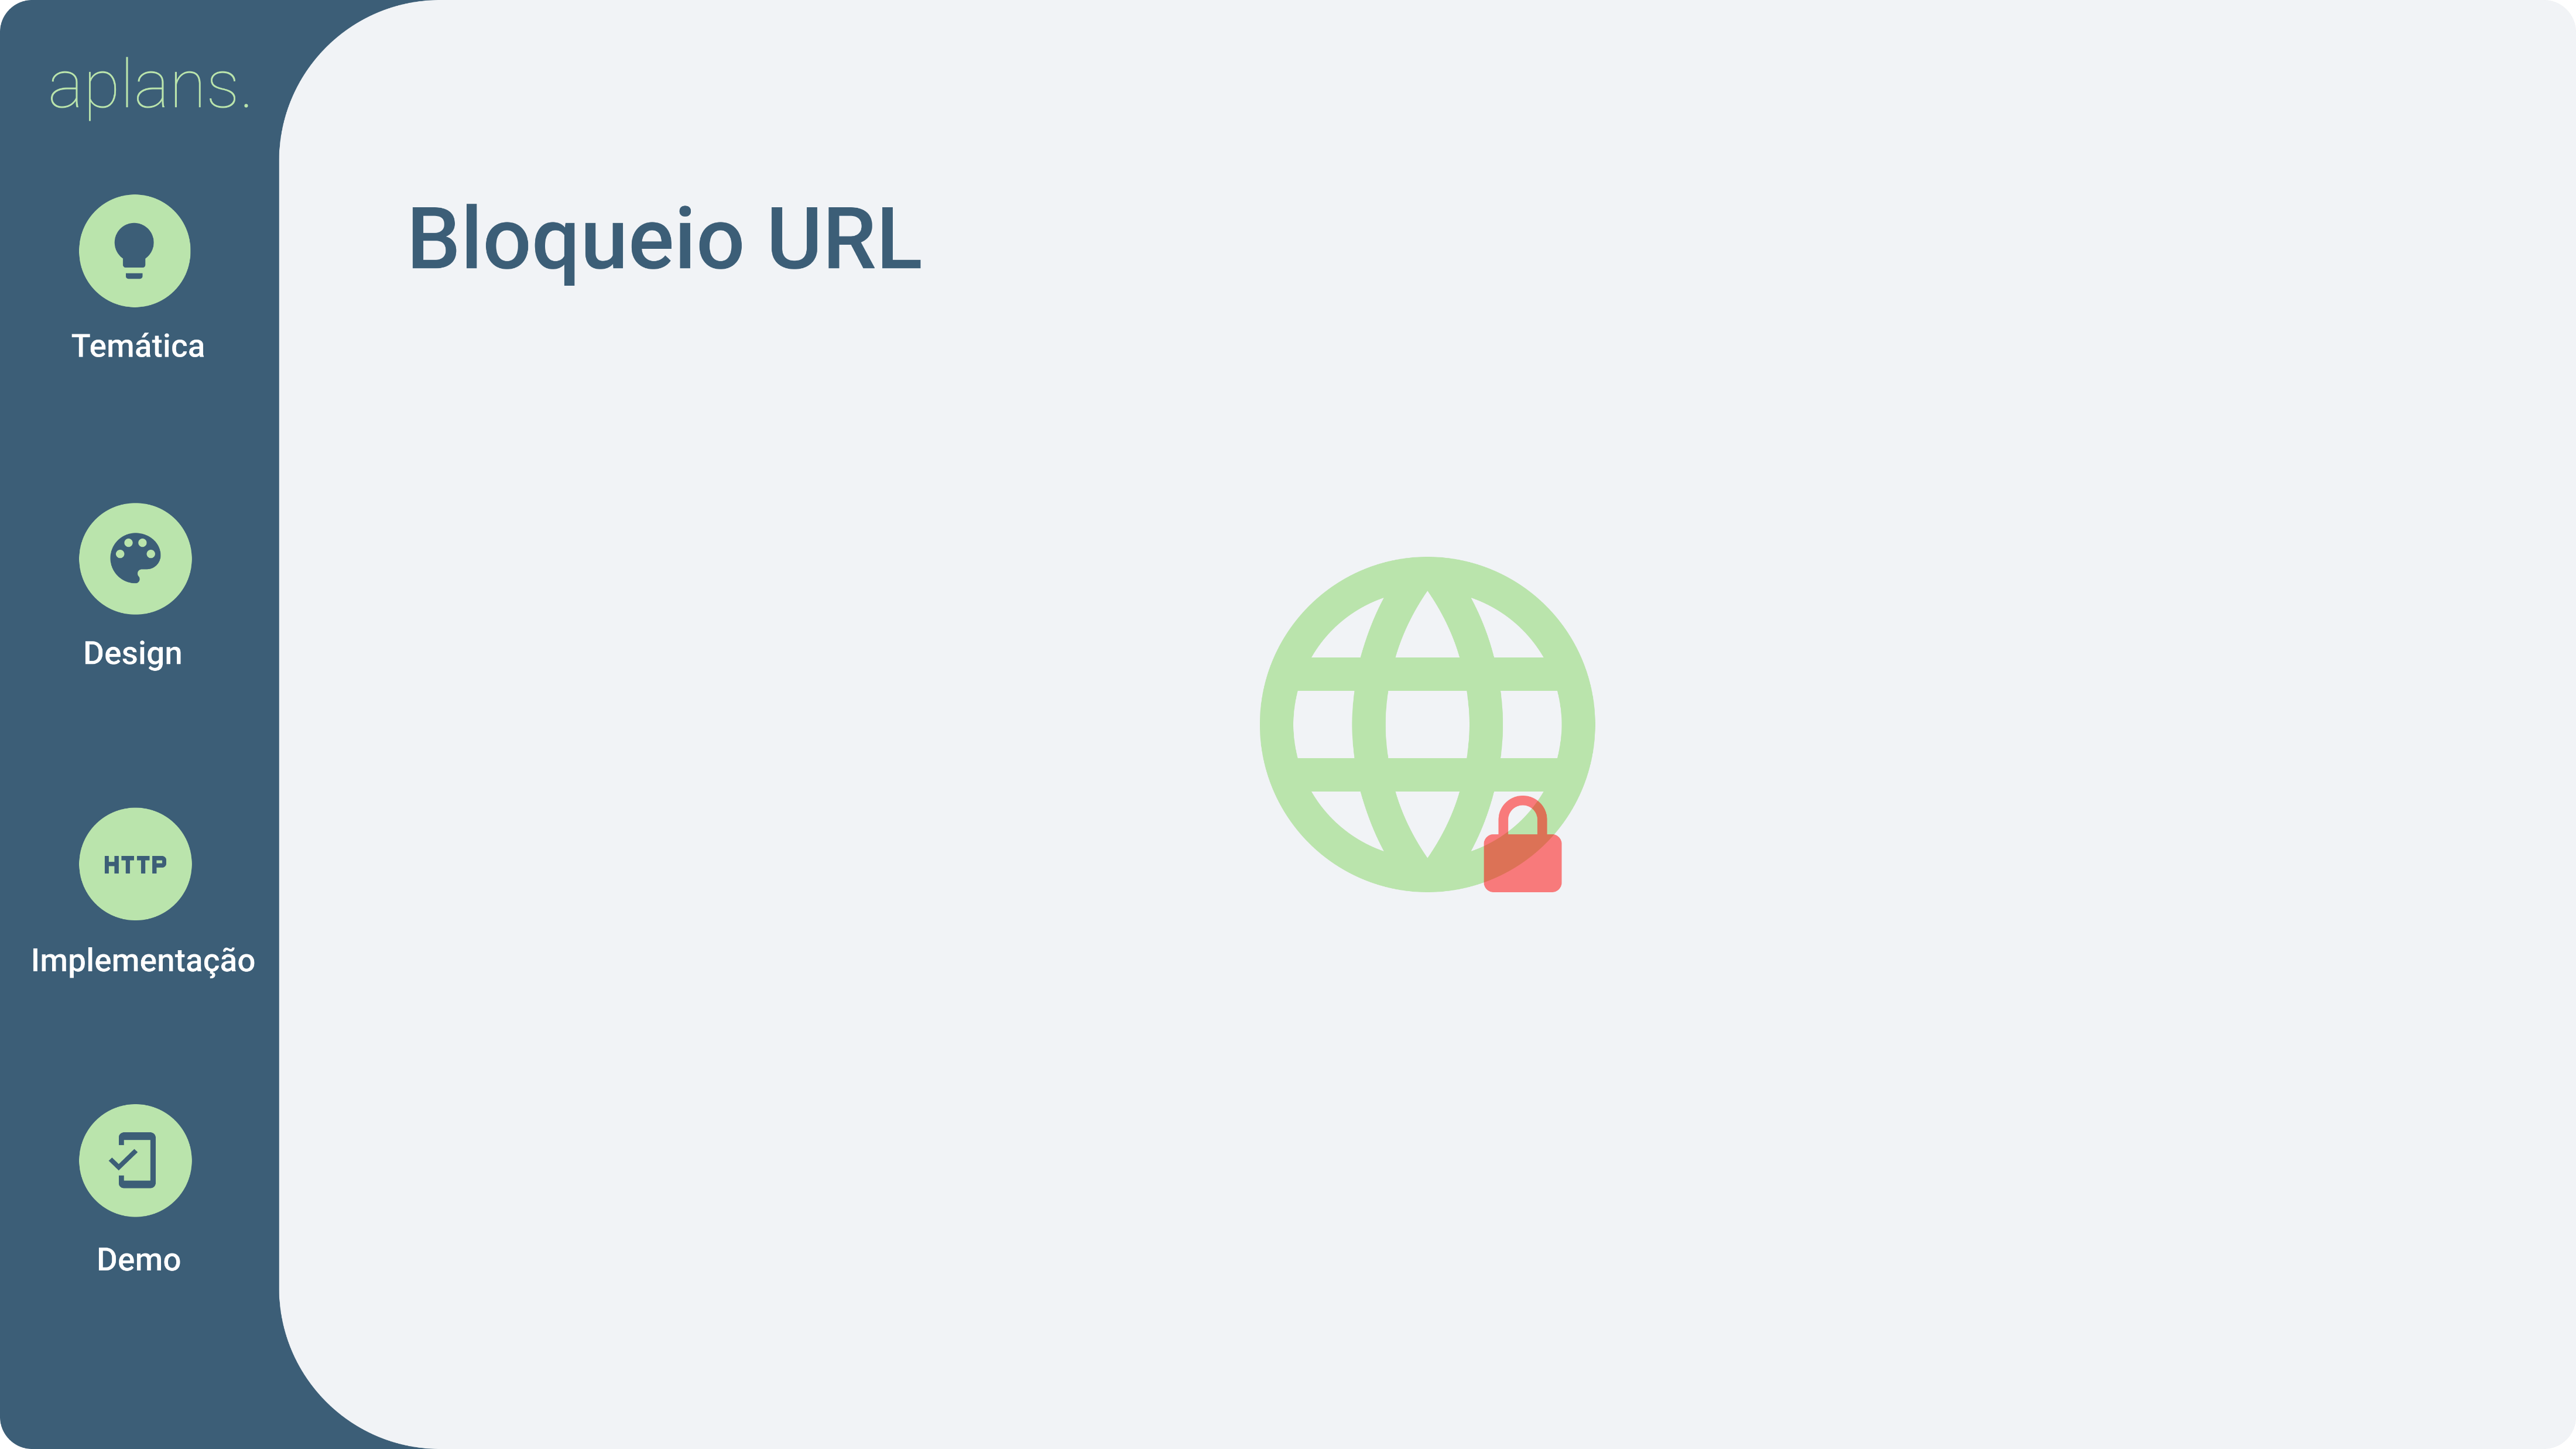 aplans.
Temática
Design
HTTP
Implementação
Demo
Bloqueio URL